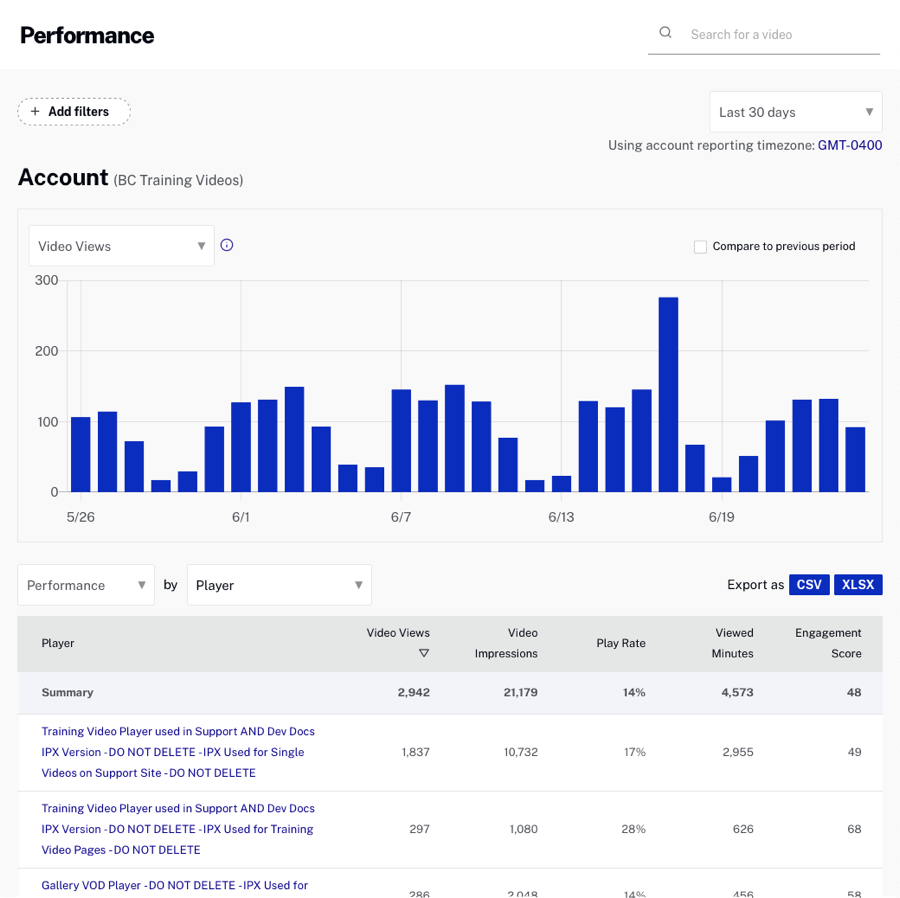 Performance
Search for a video
+ Add filters
Last 30 days
Using account reporting timezone: GMT-0400
Account (BC Training Videos)
Video Views
Compare to previous period
300
200
100
0
5/26 6/1 6/7 6/13 6/19
Performance by Player
Export as CSV XLSX
Player Video Views Video Impressions Play Rate Viewed Minutes Engagement Score
Summary 2,942 21,179 14% 4,573 48
Training Video Player used in Support AND Dev Docs
IPX Version - DO NOT DELETE - IPX Used for Single
Videos on Support Site - DO NOT DELETE
1,837 10,732 17% 2,955 49
Training Video Player used in Support AND Dev Docs
IPX Version - DO NOT DELETE - IPX Used for Training
Video Pages - DO NOT DELETE
297 1,080 28% 626 68
Gallery VOD Player - DO NOT DELETE - IPX Used for
286 2,048 14% 456 58